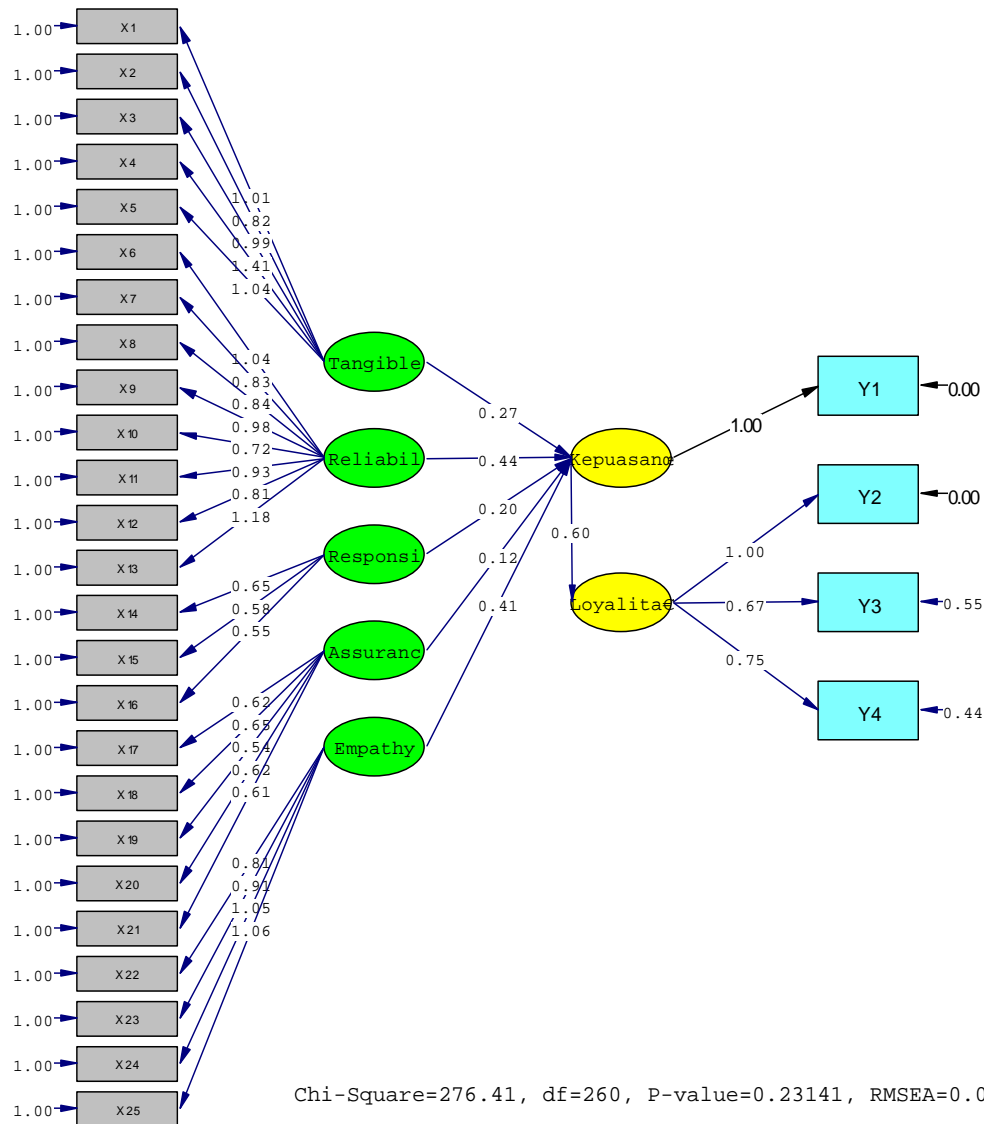 1.00 X1
1.00 X2
1.00 X3
1.00 X4
1.00 X5
1.00 X6
1.00 X7
1.00 X8
1.00 X9
1.00 X10
1.00 X11
1.00 X12
1.00 X13
1.00 X14
1.00 X15
1.00 X16
1.00 X17
1.00 X18
1.00 X19
1.00 X20
1.00 X21
1.00 X22
1.00 X23
1.00 X24
1.00 X25
1.01
0.82
0.99
1.41
1.04
1.04
0.83
0.84
0.98
0.72
0.93
0.81
1.18
0.65
0.58
0.55
0.62
0.65
0.54
0.62
0.61
0.81
0.91
1.05
1.06
Tangible
Reliabil
Responsi
Assuranc
Empathy
0.27
0.44
0.20
0.12
0.41
Kepuasan
0.60
Loyalita
1.00
1.00
0.67
0.75
Y1 0.00
Y2 0.00
Y3 0.55
Y4 0.44
Chi-Square=276.41, df=260, P-value=0.23141, RMSEA=0.0